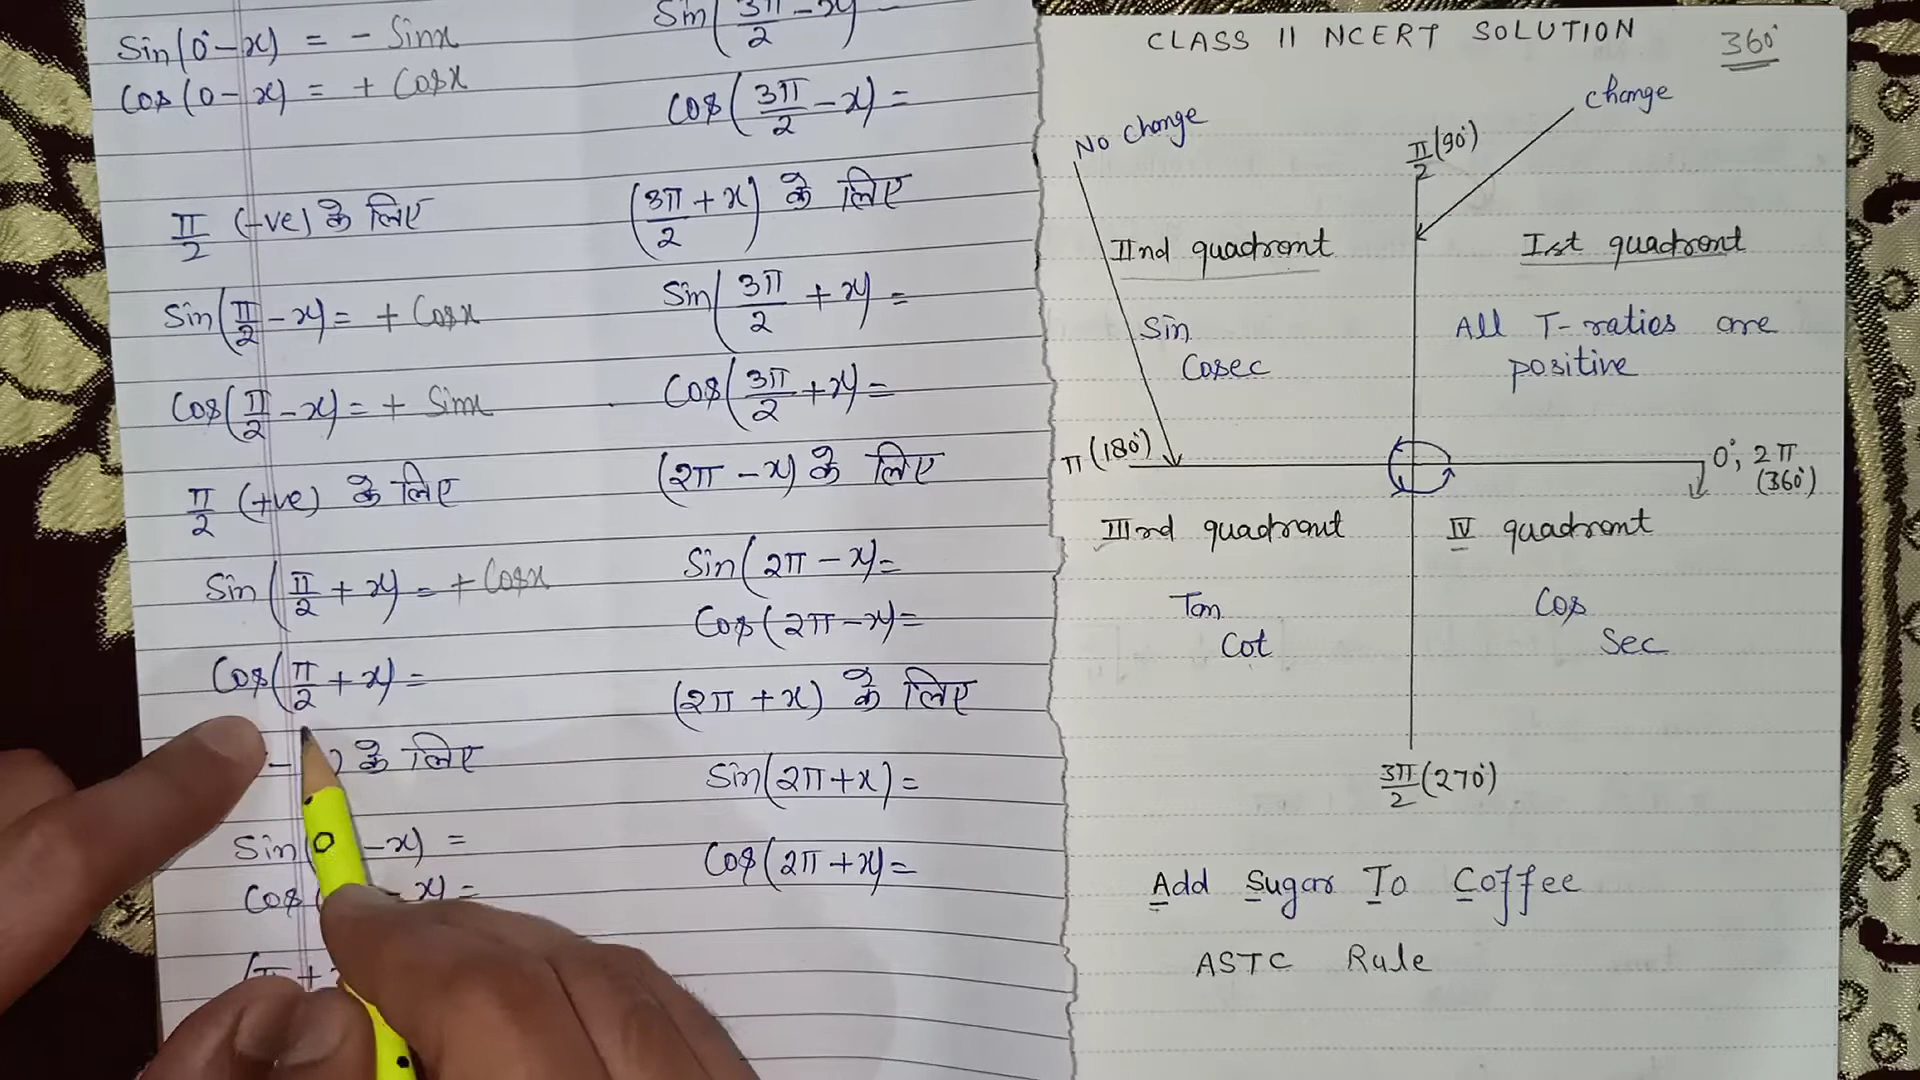 Sin(0°-x) = - Sinx
Cos(0-x) = + Cosx
π/2 (-ve) के लिए
Sin(π/2 - x) = + Cosx
Cos(π/2 - x) = + Sinx
π/2 (+ve) के लिए
Sin(π/2 + x) = + Cosx
Cos(π/2 + x) =
के लिए
Sin( -x) =
Cos( -x) =
(π +
Sin(3π/2 - x)
Cos(3π/2 - x) =
(3π/2 + x) के लिए
Sin(3π/2 + x) =
Cos(3π/2 + x) =
(2π - x) के लिए
Sin(2π - x) =
Cos(2π - x) =
(2π + x) के लिए
Sin(2π + x) =
Cos(2π + x) =
CLASS 11 NCERT SOLUTION
360°
No change
change
π/2 (90°)
IInd quadrant
Ist quadrant
Sin
Cosec
All T-ratios are
positive
π (180°)
0°, 2π
(360°)
IIIrd quadrant
IV quadrant
Tan
Cot
Cos
Sec
3π/2 (270°)
Add Sugar To Coffee
ASTC Rule